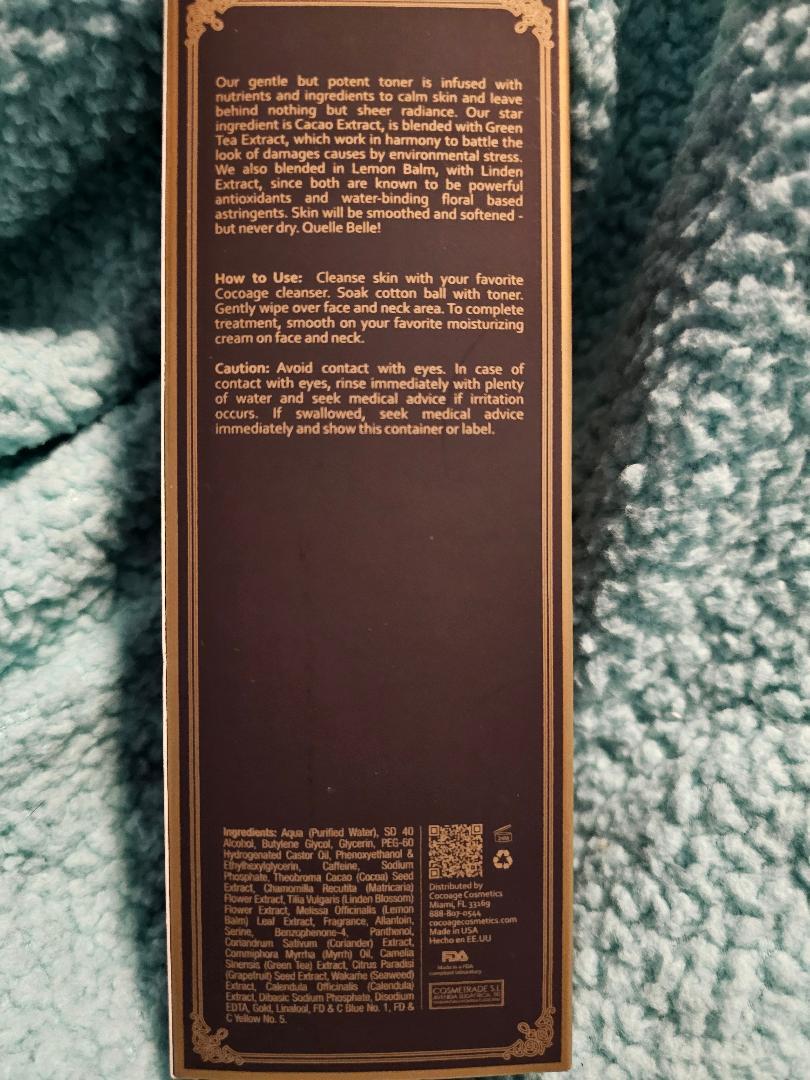 Our gentle but potent toner is infused with
nutrients and ingredients to calm skin and leave
behind nothing but sheer radiance. Our star
ingredient is Cacao Extract, is blended with Green
Tea Extract, which work in harmony to battle the
look of damages causes by environmental stress.
We also blended in Lemon Balm, with Linden
Extract, since both are known to be powerful
antioxidants and water-binding floral based
astringents. Skin will be smoothed and softened -
but never dry. Quelle Belle!
How to Use: Cleanse skin with your favorite
Cocoage cleanser. Soak cotton ball with toner.
Gently wipe over face and neck area. To complete
treatment, smooth on your favorite moisturizing
cream on face and neck.
Caution: Avoid contact with eyes. In case of
contact with eyes, rinse immediately with plenty
of water and seek medical advice if irritation
occurs. If swallowed, seek medical advice
immediately and show this container or label.
Ingredients: Aqua (Purified Water), SD 40
Alcohol, Butylene Glycol, Glycerin, PEG-60
Hydrogenated Castor Oil, Phenoxyethanol &
Ethylhexylglycerin, Caffeine, Sodium
Phosphate, Theobroma Cacao (Cocoa) Seed
Extract, Chamomilla Recutita (Matricaria)
Flower Extract, Tilia Vulgaris (Linden Blossom)
Flower Extract, Melissa Officinalis (Lemon
Balm) Leaf Extract, Fragrance, Allantoin,
Serine, Benzophenone-4, Panthenol,
Coriandrum Sativum (Coriander) Extract,
Commiphora Myrrha (Myrrh) Oil, Camelia
Sinensis (Green Tea) Extract, Citrus Paradisi
(Grapefruit) Seed Extract, Wakame (Seaweed)
Extract, Calendula Officinalis (Calendula)
Extract, Dibasic Sodium Phosphate, Disodium
EDTA, Gold, Linalool, FD & C Blue No. 1, FD &
C Yellow No. 5.
24M
Distributed by
Cocoage Cosmetics
Miami, FL 33169
888-807-0544
cocoagecosmetics.com
Made in USA
Hecho en EE.UU
FDA
Made in a FDA
compliant laboratory
COSMETRADE S.L
AVENIDA